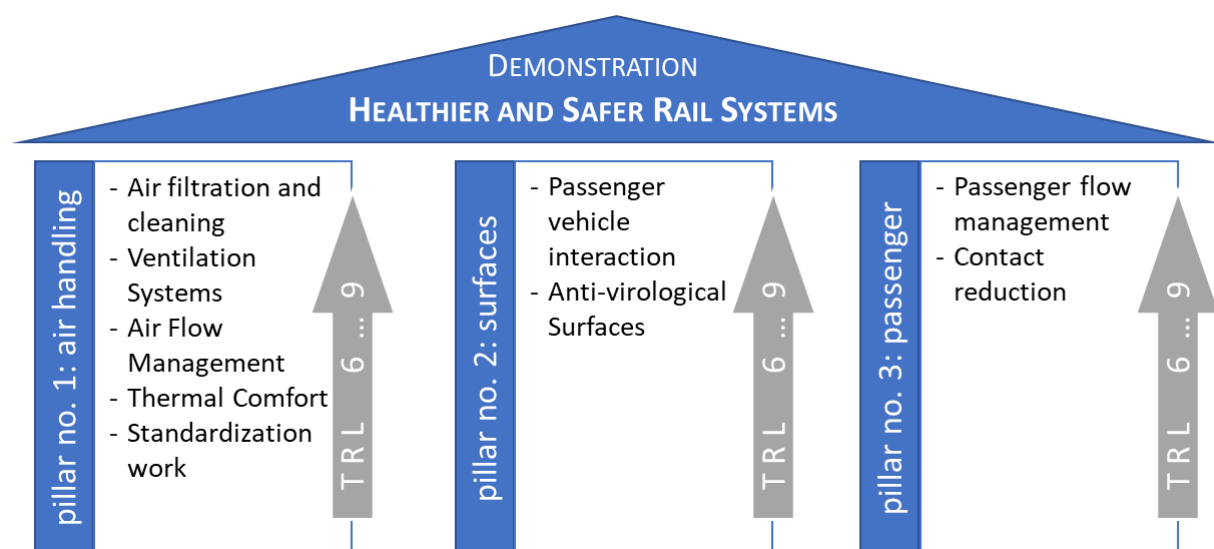 DEMONSTRATION
HEALTHIER AND SAFER RAIL SYSTEMS
pillar no. 1: air handling
- Air filtration and
cleaning
- Ventilation
Systems
- Air Flow
Management
- Thermal Comfort
- Standardization
work
TRL 6 ... 9
pillar no. 2: surfaces
- Passenger
vehicle
interaction
- Anti-virological
Surfaces
TRL 6 ... 9
pillar no. 3: passenger
- Passenger flow
management
- Contact
reduction
TRL 6 ... 9